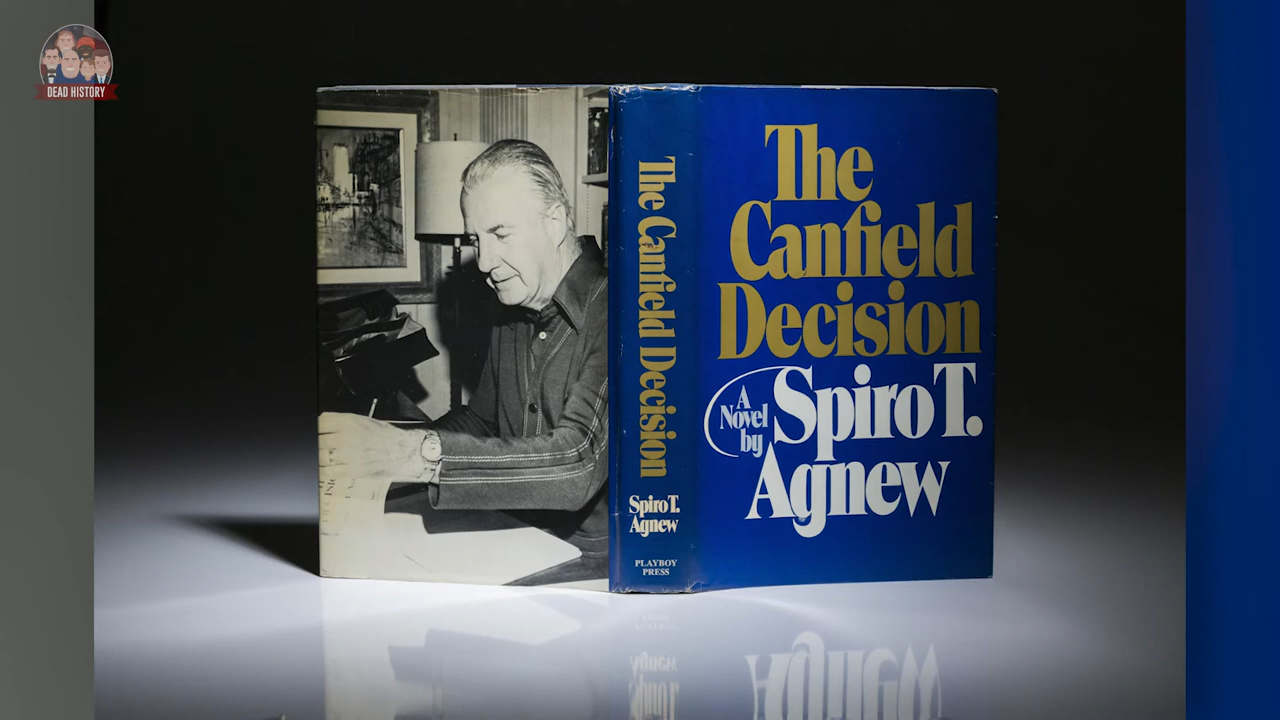 DEAD HISTORY
The Canfield Decision
Spiro T.
Agnew
PLAYBOY
PRESS
The
Canfield
Decision
A
Novel
by
Spiro T.
Agnew